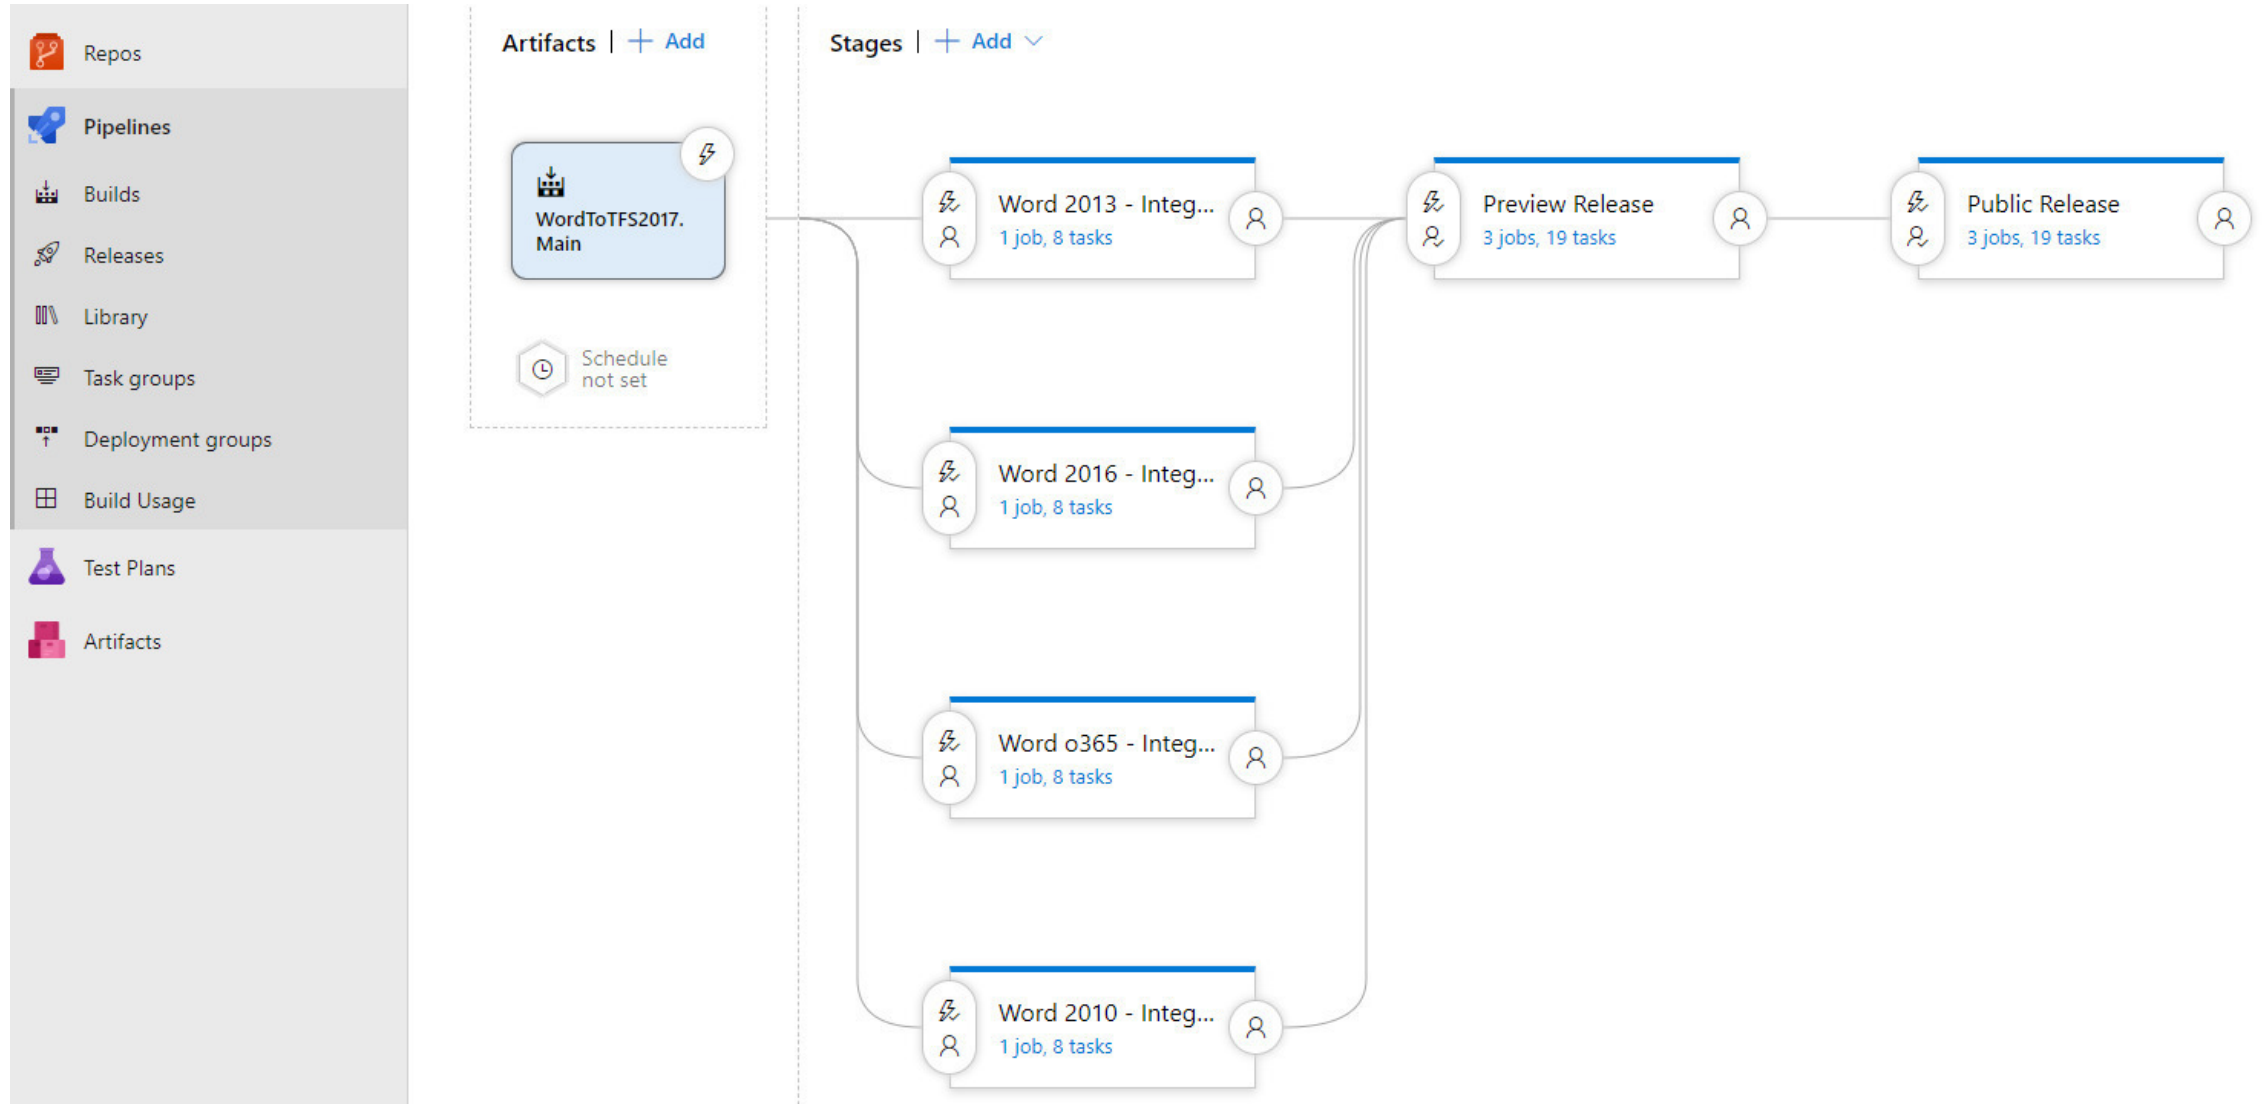 Repos
Pipelines
Builds
Releases
Library
Task groups
Deployment groups
Build Usage
Test Plans
Artifacts
Artifacts | + Add
WordToTFS2017.
Main
Schedule
not set
Stages | + Add
Word 2013 - Integ...
1 job, 8 tasks
Word 2016 - Integ...
1 job, 8 tasks
Word o365 - Integ...
1 job, 8 tasks
Word 2010 - Integ...
1 job, 8 tasks
Preview Release
3 jobs, 19 tasks
Public Release
3 jobs, 19 tasks